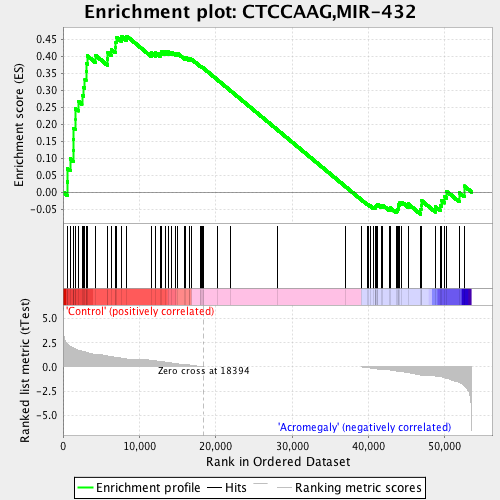 Enrichment plot: CTCCAAG,MIR-432
Enrichment score (ES)
0.45
0.40
0.35
0.30
0.25
0.20
0.15
0.10
0.05
0.00
-0.05
'Control' (positively correlated)
Ranked list metric (tTest)
5.0
2.5
0.0
-2.5
-5.0
Zero cross at 18394
'Acromegaly' (negatively correlated)
0
10,000
20,000
30,000
40,000
50,000
Rank in Ordered Dataset
Enrichment profile
Hits
Ranking metric scores